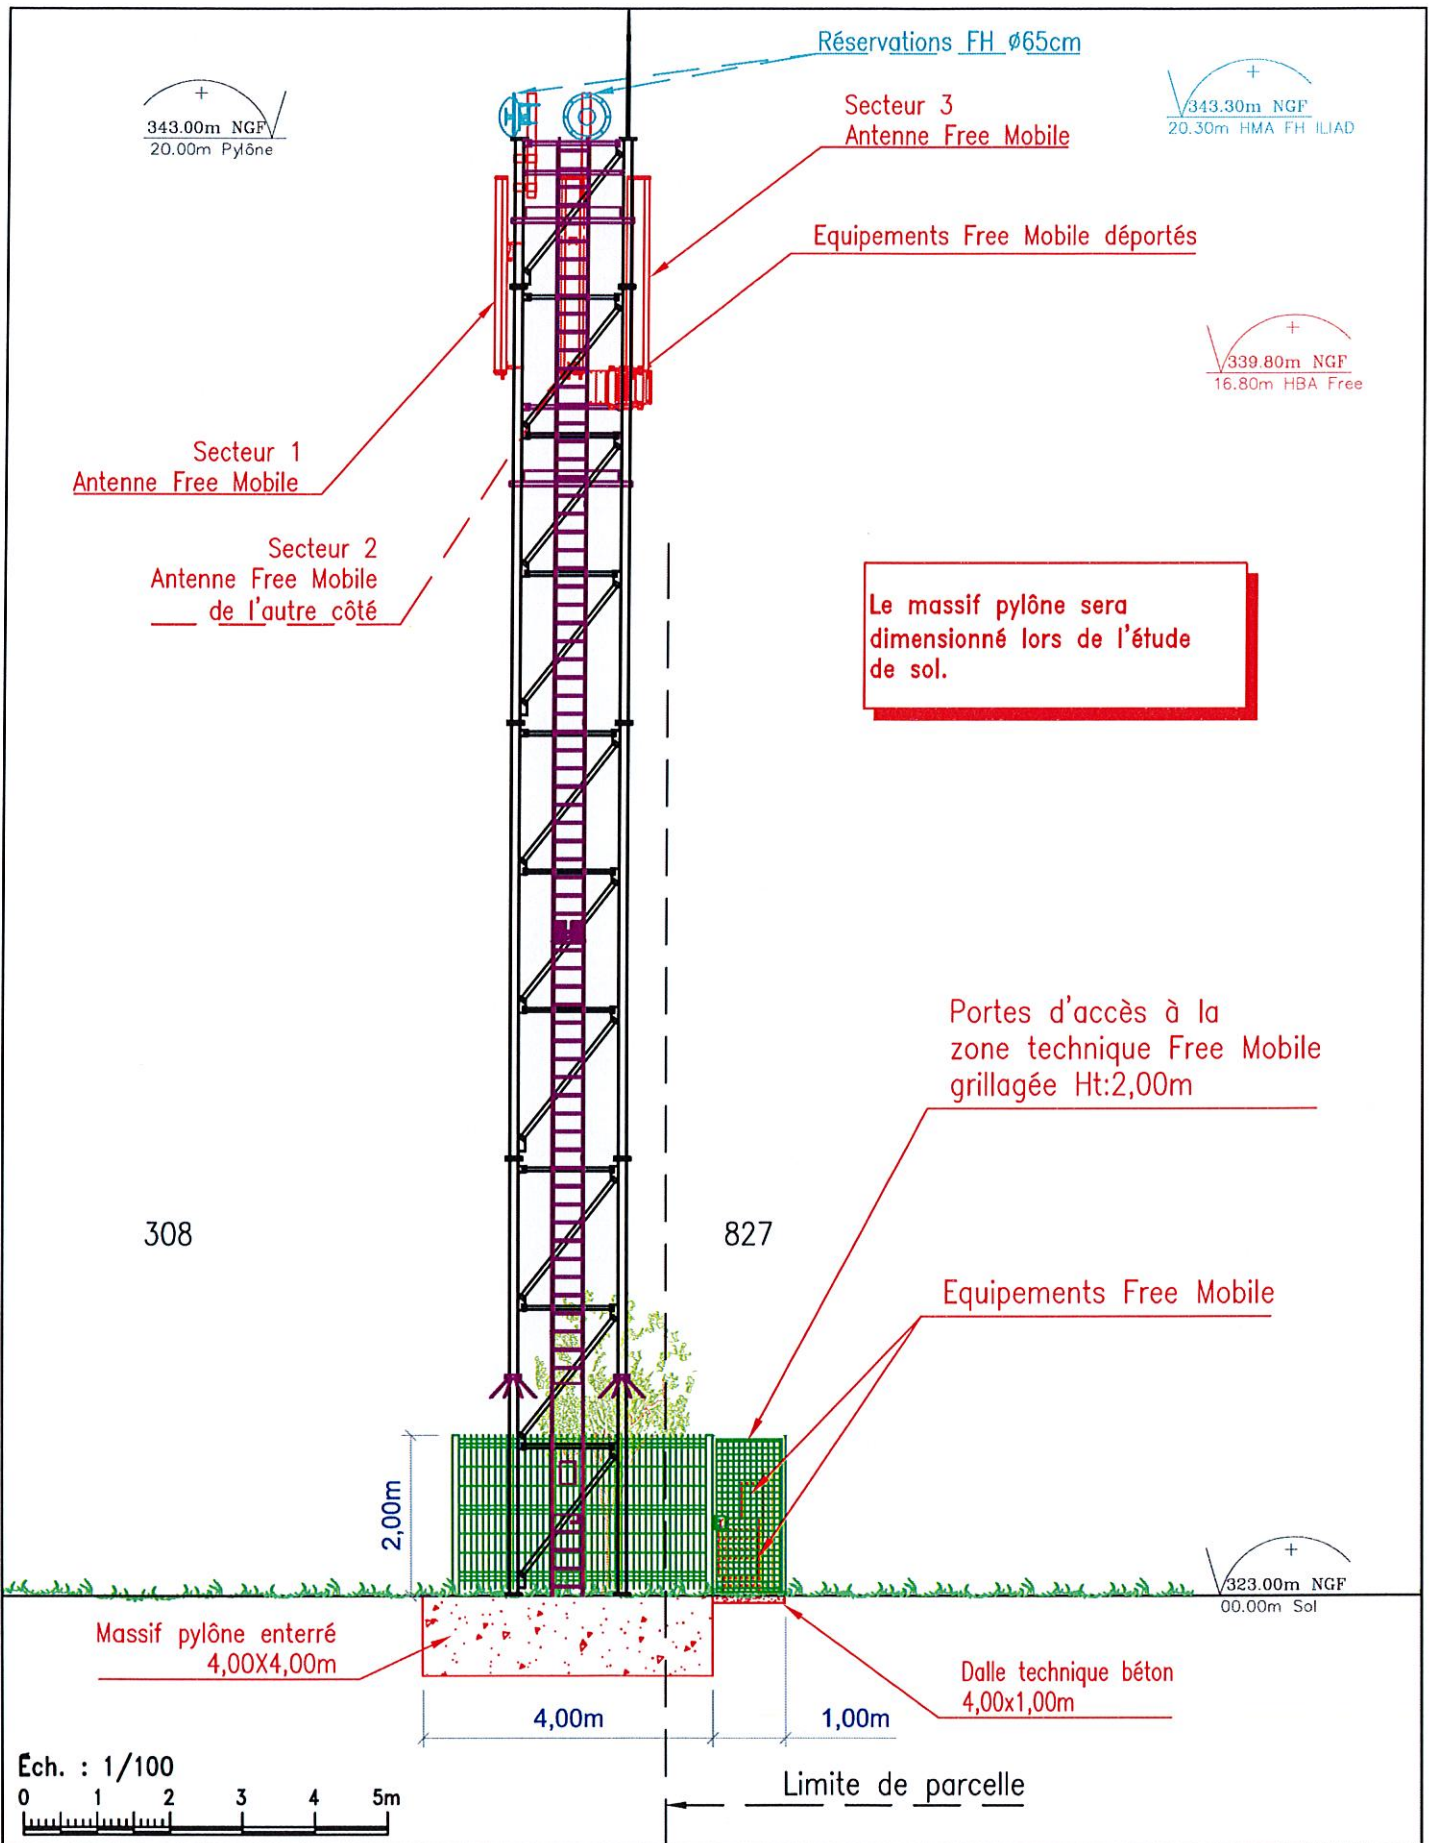 Réservations FH ø65cm
343.00m NGF
20.00m Pylône
343.30m NGF
20.30m HMA FH ILIAD
Secteur 3
Antenne Free Mobile
Equipements Free Mobile déportés
339.80m NGF
16.80m HBA Free
Secteur 1
Antenne Free Mobile
Secteur 2
Antenne Free Mobile
de l'autre côté
Le massif pylône sera
dimensionné lors de l'étude
de sol.
Portes d'accès à la
zone technique Free Mobile
grillagée Ht:2,00m
308
827
Equipements Free Mobile
2,00m
323.00m NGF
00.00m Sol
Massif pylône enterré
4,00X4,00m
Dalle technique béton
4,00x1,00m
4,00m
1,00m
Éch. : 1/100
0 1 2 3 4 5m
Limite de parcelle